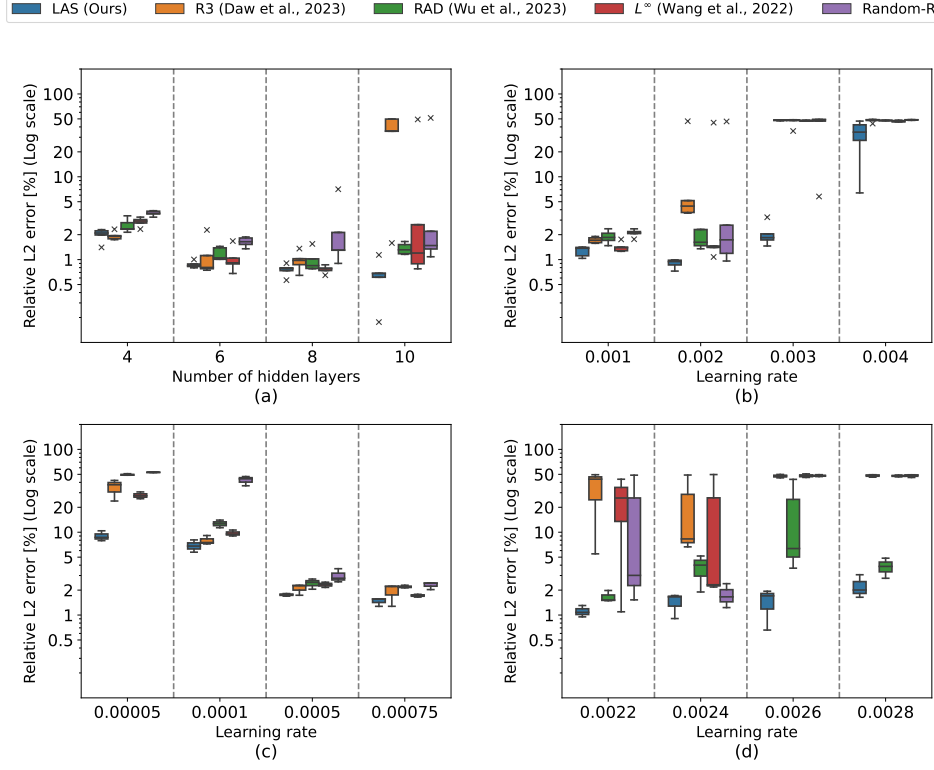 LAS (Ours) R3 (Daw et al., 2023) RAD (Wu et al., 2023) L∞ (Wang et al., 2022) Random-R
Relative L2 error [%] (Log scale)
100
50
20
10
5
2
1
0.5
4 6 8 10
Number of hidden layers
(a)
Relative L2 error [%] (Log scale)
100
50
20
10
5
2
1
0.5
0.001 0.002 0.003 0.004
Learning rate
(b)
Relative L2 error [%] (Log scale)
100
50
20
10
5
2
1
0.5
0.00005 0.0001 0.0005 0.00075
Learning rate
(c)
Relative L2 error [%] (Log scale)
100
50
20
10
5
2
1
0.5
0.0022 0.0024 0.0026 0.0028
Learning rate
(d)